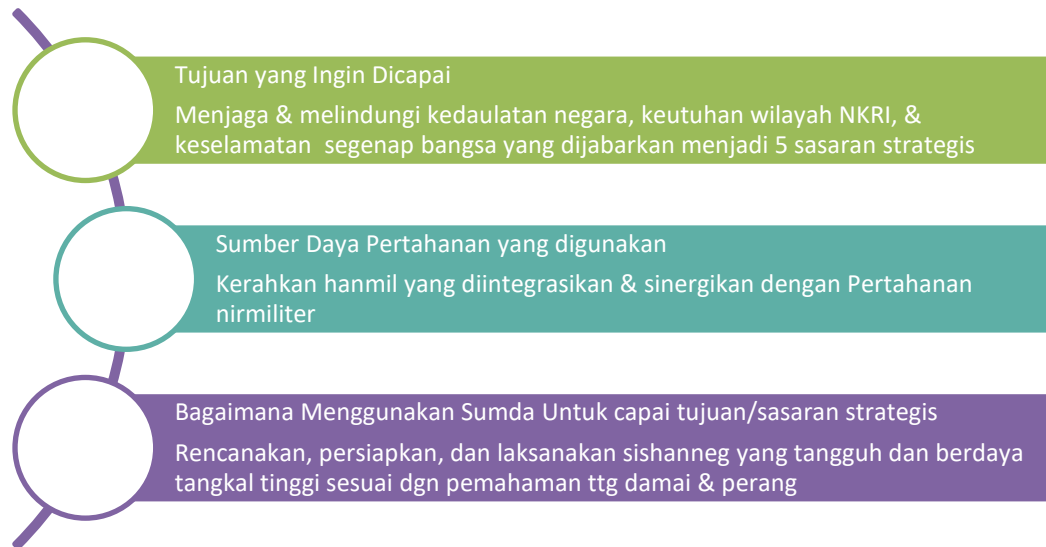 Tujuan yang Ingin Dicapai
Menjaga & melindungi kedaulatan negara, keutuhan wilayah NKRI, &
keselamatan  segenap bangsa yang dijabarkan menjadi 5 sasaran strategis
Sumber Daya Pertahanan yang digunakan
Kerahkan hanmil yang diintegrasikan & sinergikan dengan Pertahanan
nirmiliter
Bagaimana Menggunakan Sumda Untuk capai tujuan/sasaran strategis
Rencanakan, persiapkan, dan laksanakan sishanneg yang tangguh dan berdaya
tangkal tinggi sesuai dgn pemahaman ttg damai & perang